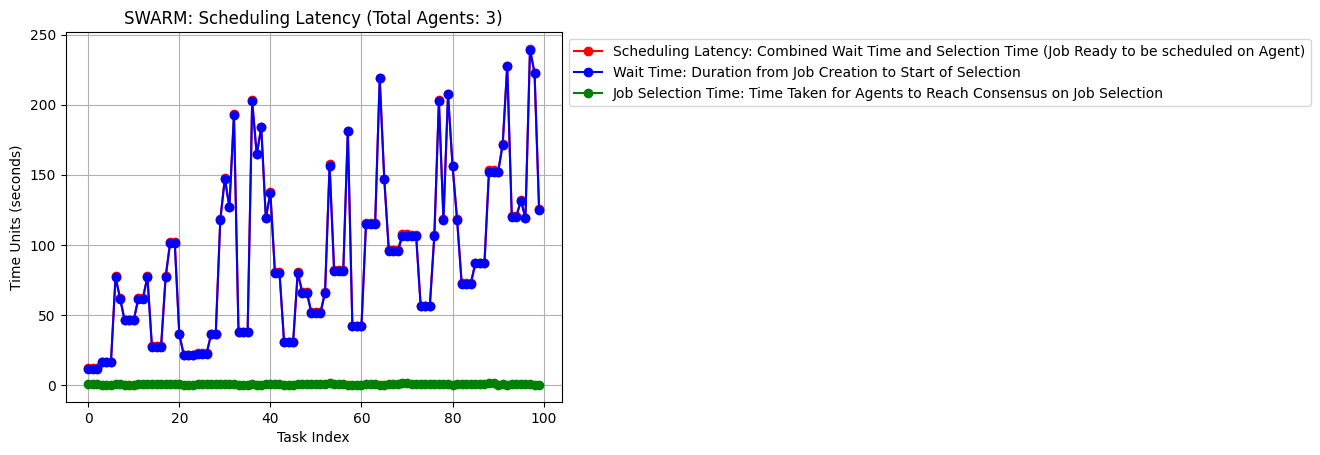 SWARM: Scheduling Latency (Total Agents: 3)
250
200
150
100
50
0
Time Units (seconds)
0 20 40 60 80 100
Task Index
Scheduling Latency: Combined Wait Time and Selection Time (Job Ready to be scheduled on Agent)
Wait Time: Duration from Job Creation to Start of Selection
Job Selection Time: Time Taken for Agents to Reach Consensus on Job Selection